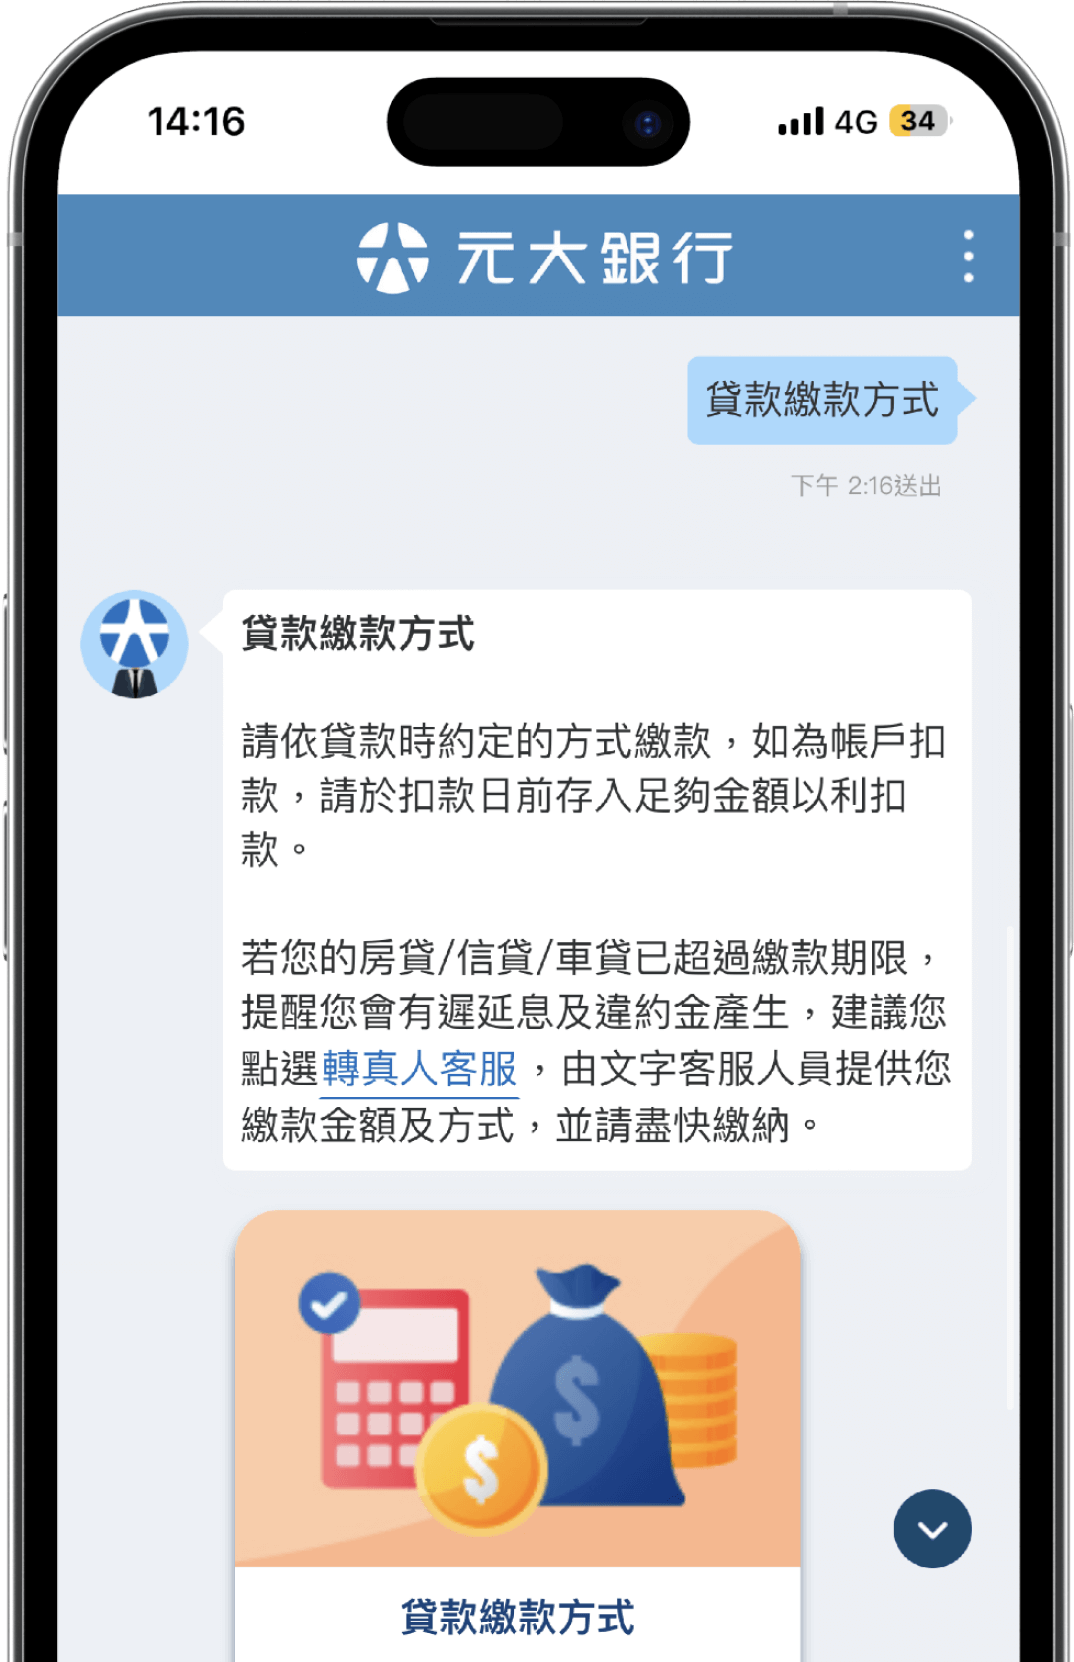 14:16
4G 34
元大銀行
貸款繳款方式
下午 2:16送出
貸款繳款方式
請依貸款時約定的方式繳款，如為帳戶扣
款，請於扣款日前存入足夠金額以利扣
款。
若您的房貸/信貸/車貸已超過繳款期限，
提醒您會有遲延息及違約金產生，建議您
點選轉真人客服，由文字客服人員提供您
繳款金額及方式，並請盡快繳納。
$
$
貸款繳款方式